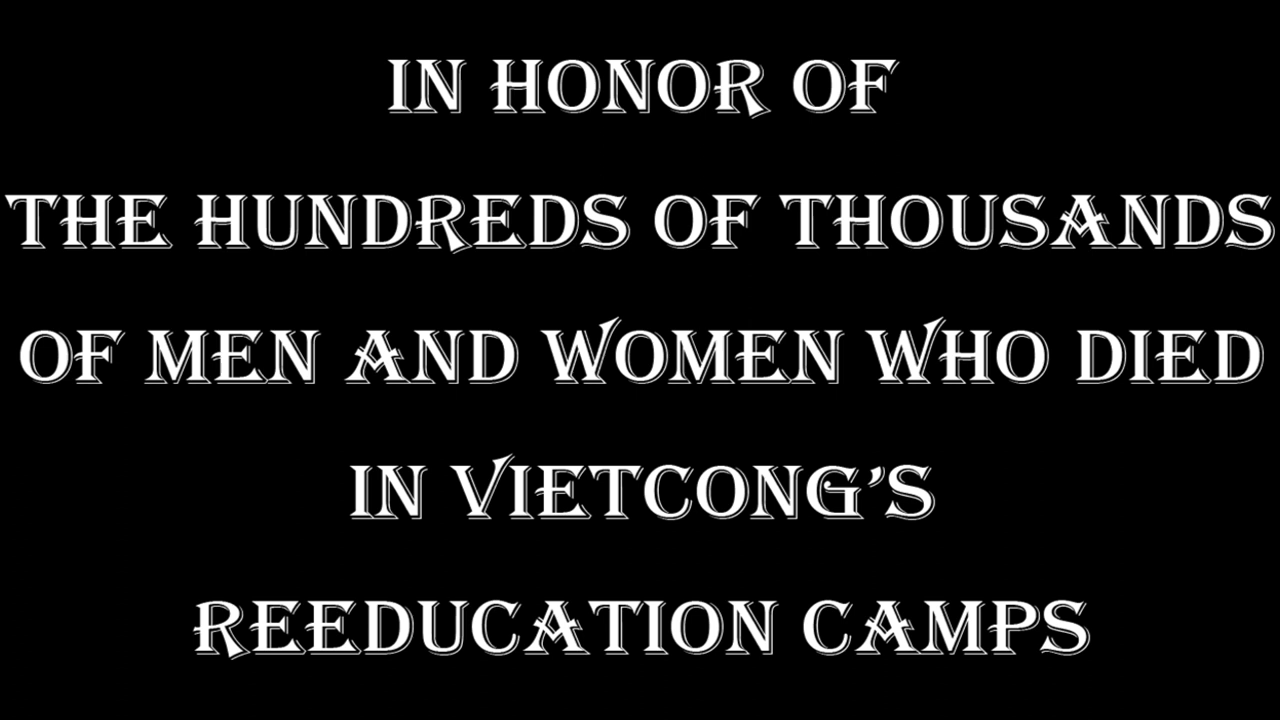 IN HONOR OF
THE HUNDREDS OF THOUSANDS
OF MEN AND WOMEN WHO DIED
IN VIETCONG’S
REEDUCATION CAMPS